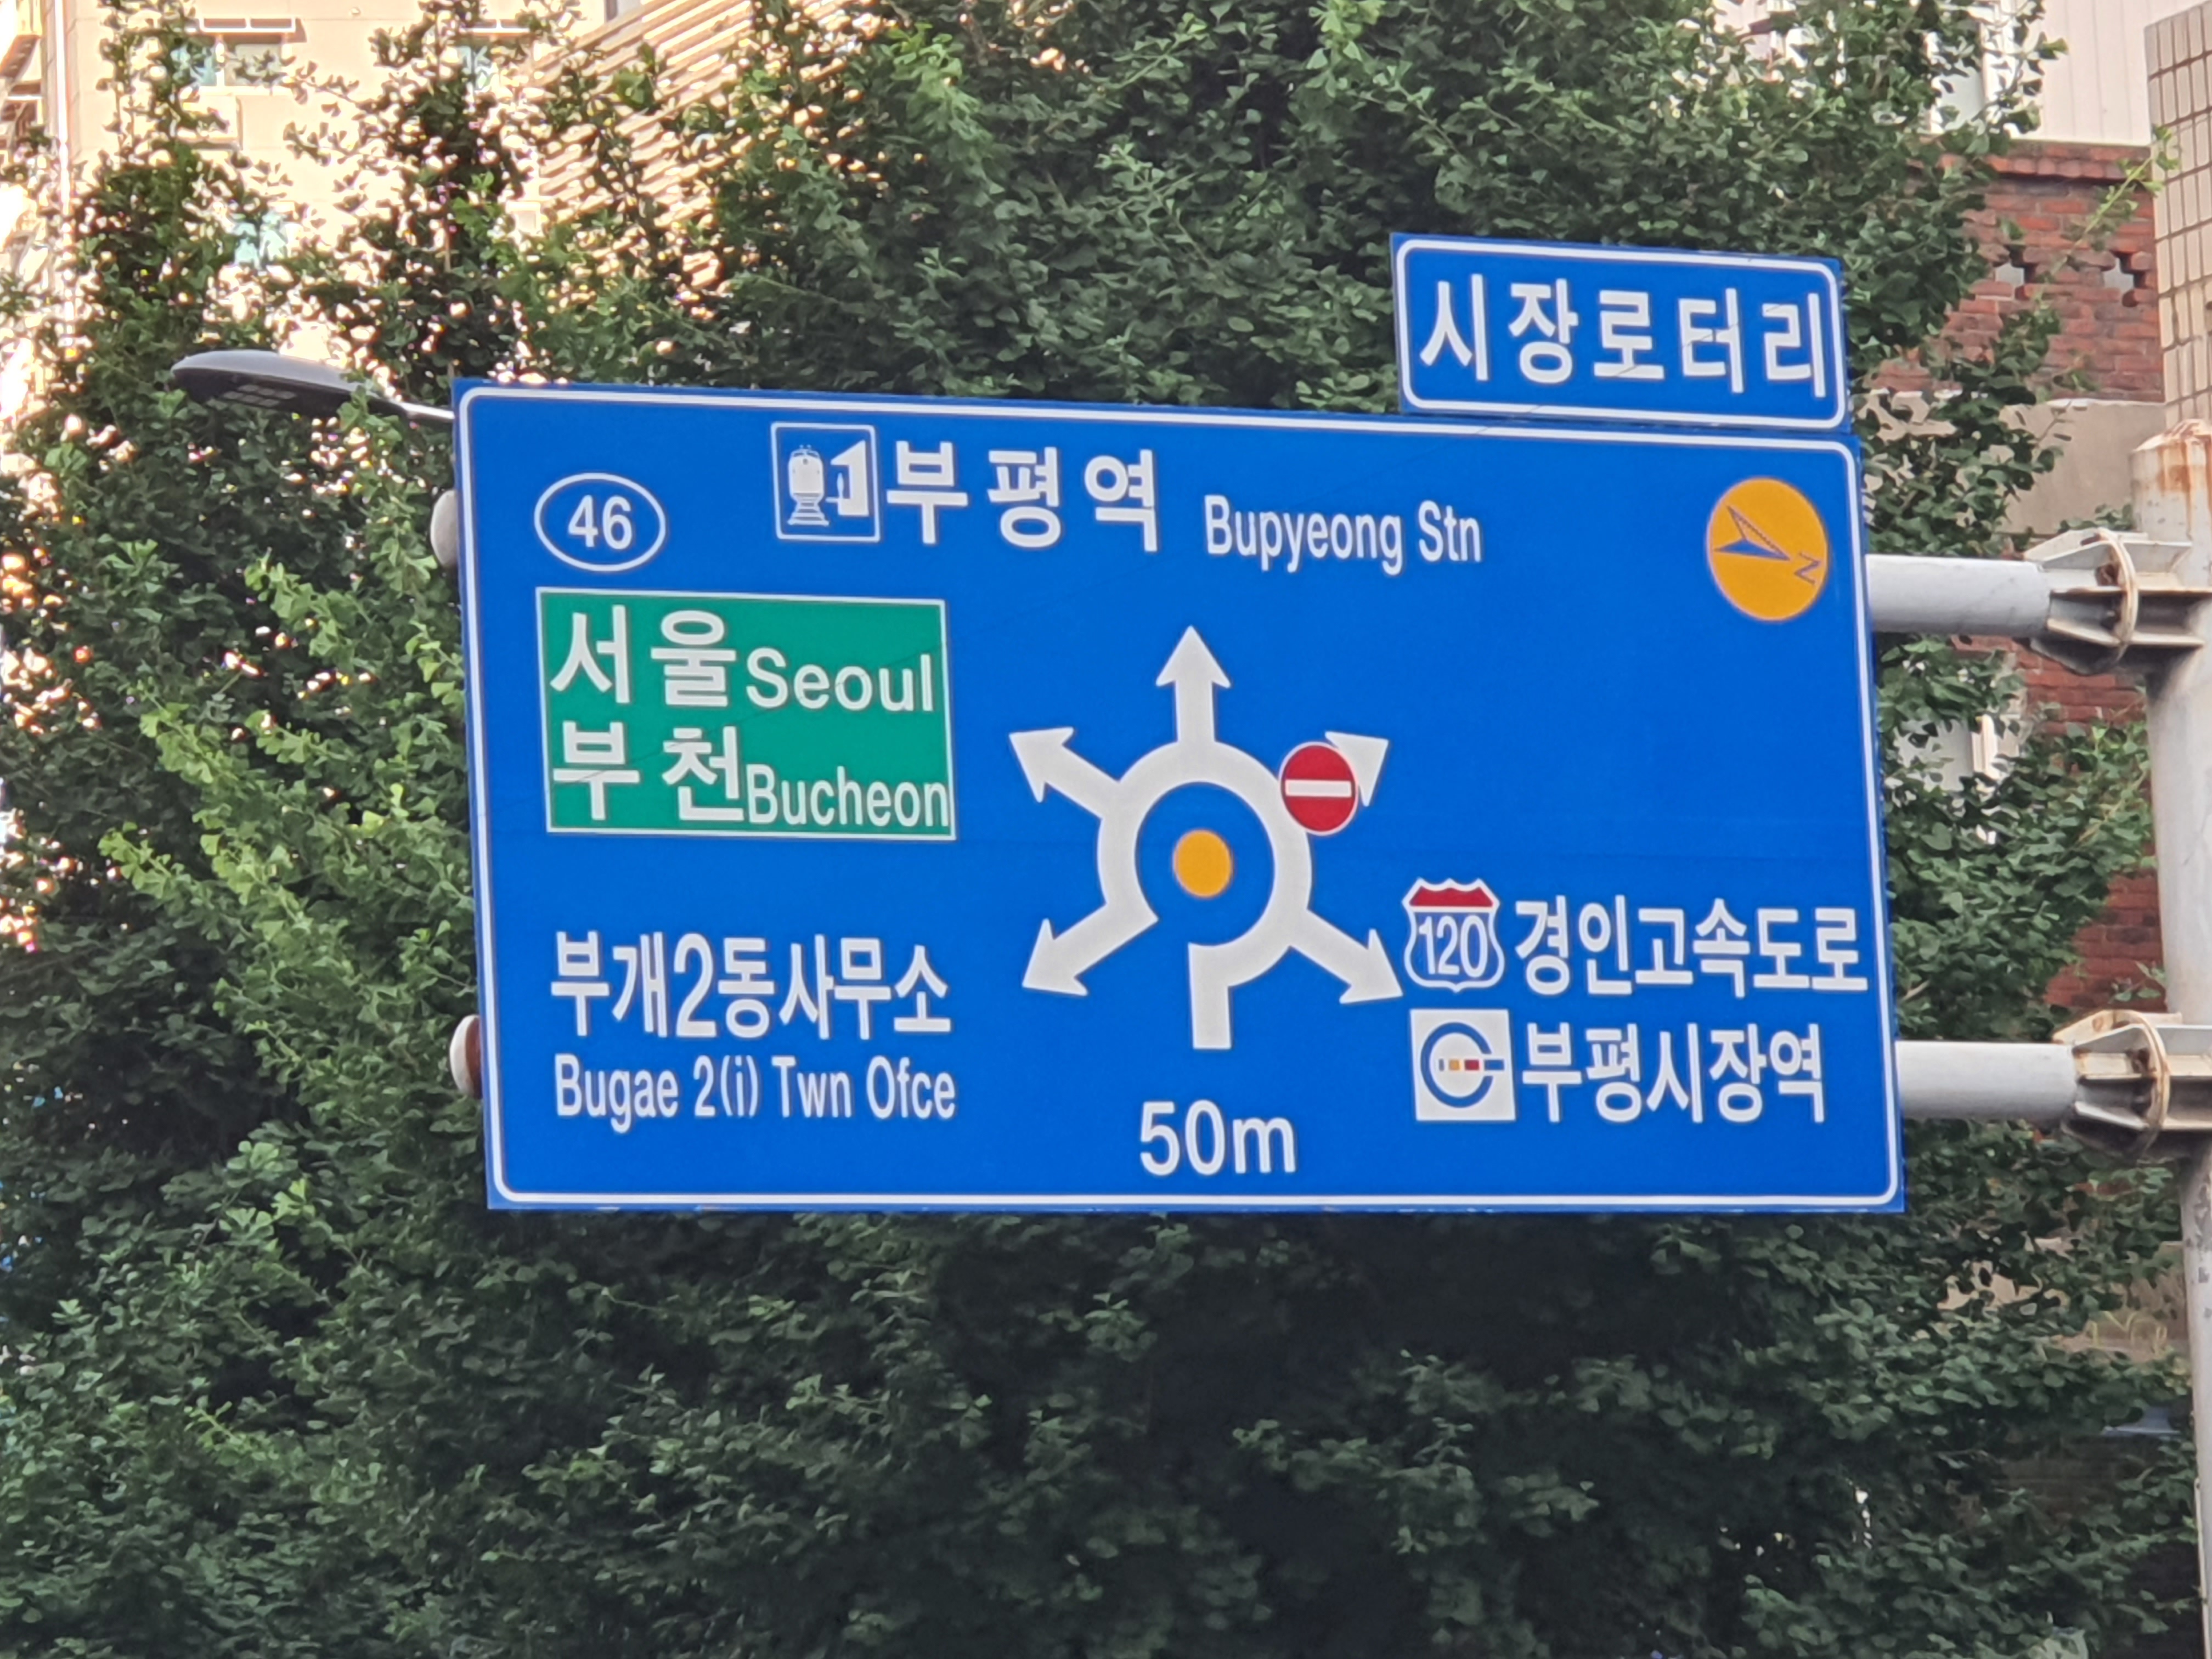 시장로터리
46
부평역 Bupyeong Stn
N
서울 Seoul
부천 Bucheon
120 경인고속도로
부개2동사무소
Bugae 2(i) Twn Ofce
부평시장역
50m